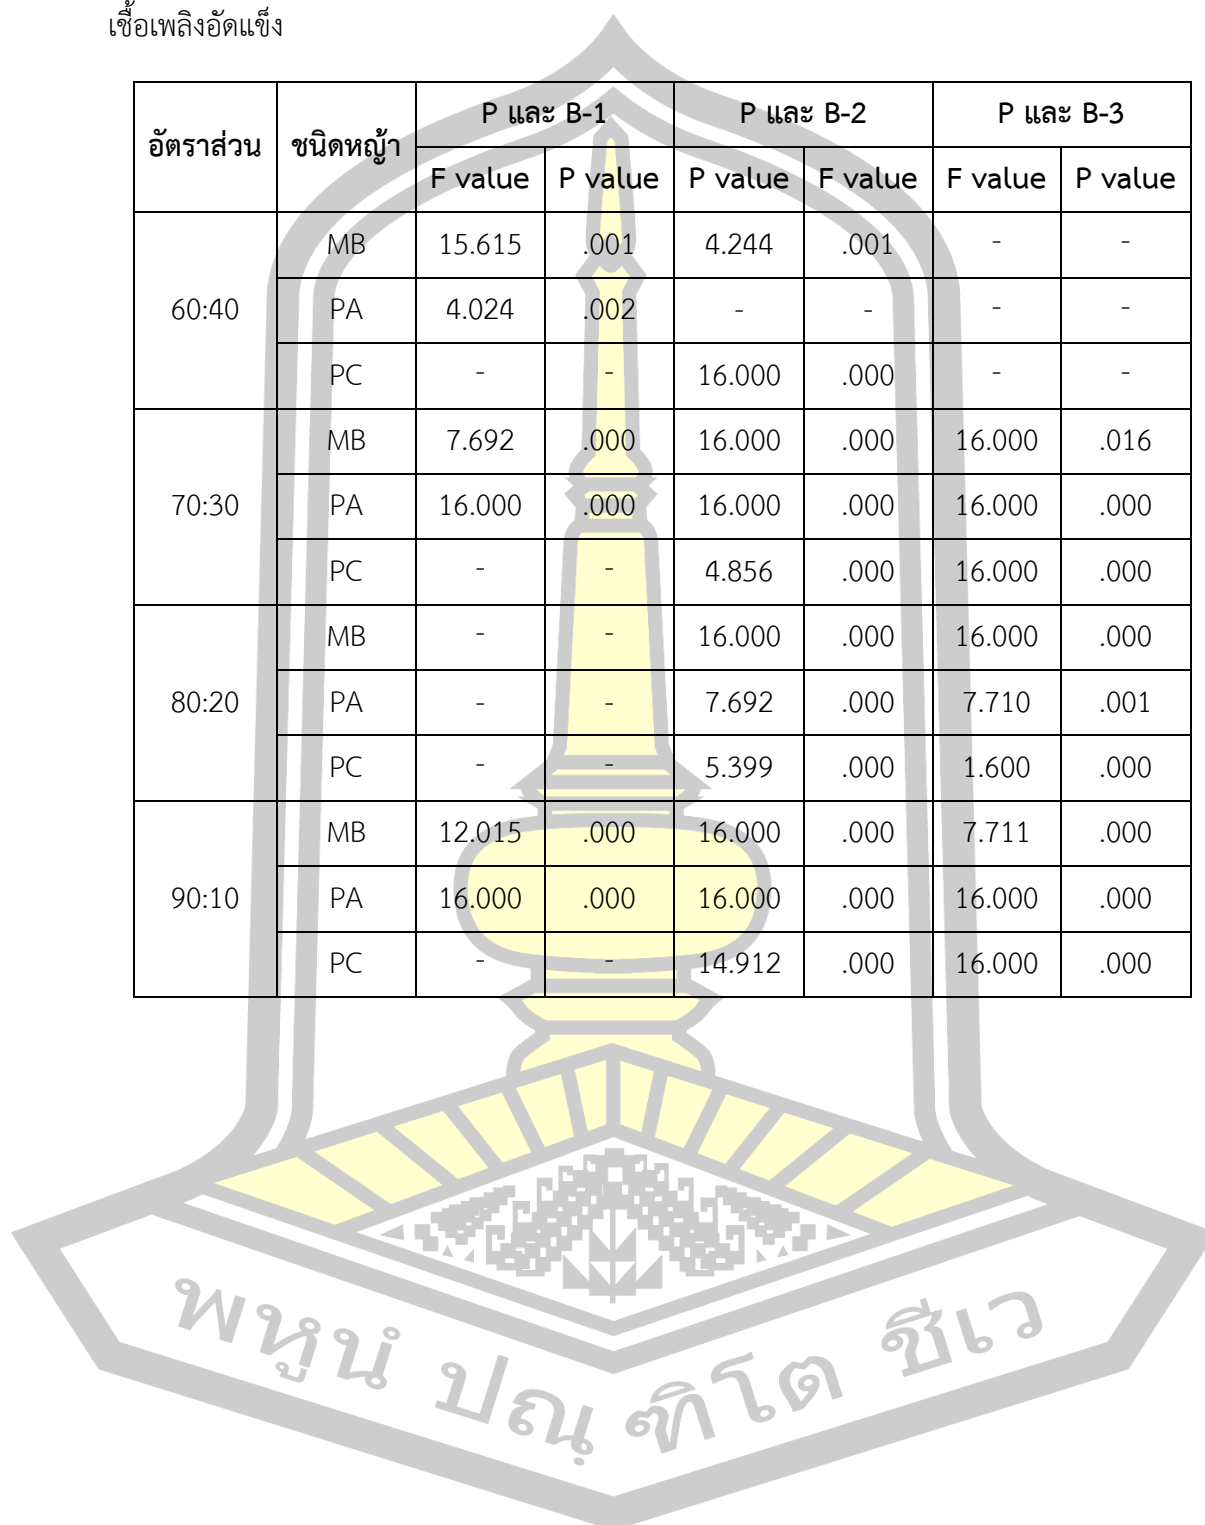 เชื้อเพลิงอัดแข็ง
อัตราส่วน ชนิดหญ้า P และ B-1 P และ B-2 P และ B-3
F value P value P value F value F value P value
60:40 MB 15.615 .001 4.244 .001 - -
PA 4.024 .002 - - - -
PC - - 16.000 .000 - -
70:30 MB 7.692 .000 16.000 .000 16.000 .016
PA 16.000 .000 16.000 .000 16.000 .000
PC - - 4.856 .000 16.000 .000
80:20 MB - - 16.000 .000 16.000 .000
PA - - 7.692 .000 7.710 .001
PC - - 5.399 .000 1.600 .000
90:10 MB 12.015 .000 16.000 .000 7.711 .000
PA 16.000 .000 16.000 .000 16.000 .000
PC - - 14.912 .000 16.000 .000
พหูนํ ปณฺฑิโต ชีเว